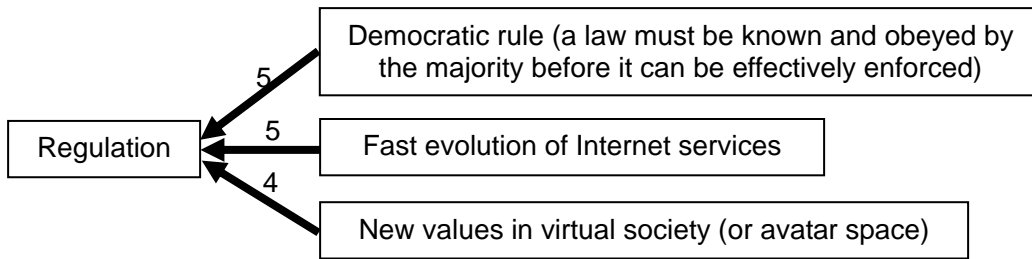 Democratic rule (a law must be known and obeyed by
the majority before it can be effectively enforced)
5
Regulation
5
Fast evolution of Internet services
4
New values in virtual society (or avatar space)